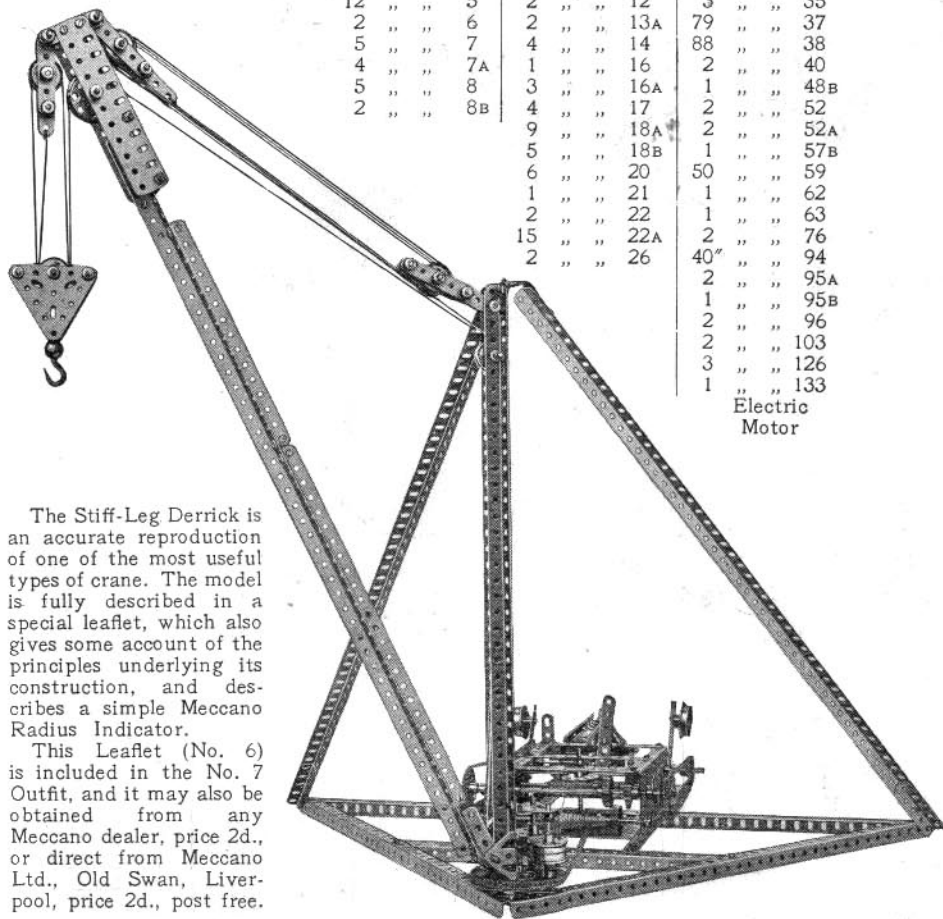 12 ,, ,, 5
2 ,, ,, 6
5 ,, ,, 7
4 ,, ,, 7A
5 ,, ,, 8
2 ,, ,, 8B
2 ,, ,, 12
2 ,, ,, 13A
4 ,, ,, 14
1 ,, ,, 16
3 ,, ,, 16A
4 ,, ,, 17
9 ,, ,, 18A
5 ,, ,, 18B
6 ,, ,, 20
1 ,, ,, 21
2 ,, ,, 22
15 ,, ,, 22A
2 ,, ,, 26
3 ,, ,, 35
79 ,, ,, 37
88 ,, ,, 38
2 ,, ,, 40
1 ,, ,, 48B
2 ,, ,, 52
2 ,, ,, 52A
1 ,, ,, 57B
50 ,, ,, 59
1 ,, ,, 62
1 ,, ,, 63
2 ,, ,, 76
40″ ,, ,, 94
2 ,, ,, 95A
1 ,, ,, 95B
2 ,, ,, 96
2 ,, ,, 103
3 ,, ,, 126
1 ,, ,, 133
Electric
Motor
The Stiff-Leg Derrick is
an accurate reproduction
of one of the most useful
types of crane. The model
is fully described in a
special leaflet, which also
gives some account of the
principles underlying its
construction, and des-
cribes a simple Meccano
Radius Indicator.
This Leaflet (No. 6)
is included in the No. 7
Outfit, and it may also be
obtained from any
Meccano dealer, price 2d.,
or direct from Meccano
Ltd., Old Swan, Liver-
pool, price 2d., post free.